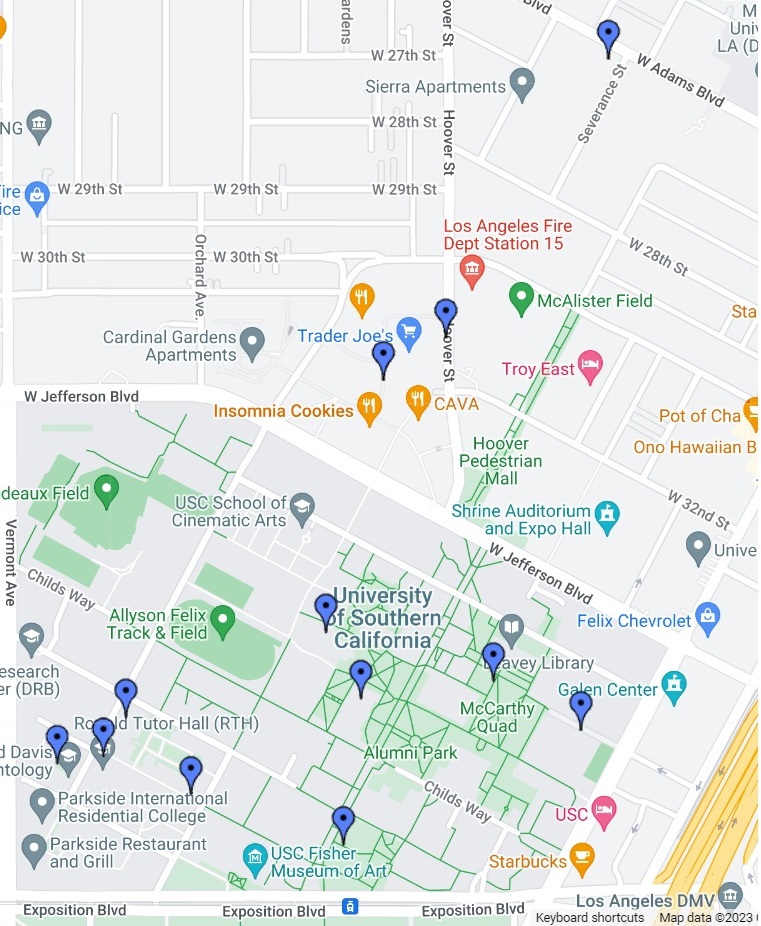 over St
Blvd
ardens
M
Univ
LA (D
W 27th St
W Adams Blvd
Sierra Apartments
Severance St
NG
W 28th St
Hoover St
ire
ice
W 29th St
W 29th St
W 29th St
Los Angeles Fire
Dept Station 15
W 30th St
W 30th St
W 28th St
Orchard Ave
McAlister Field
Sta
Trader Joe's
Hoover St
Cardinal Gardens
Apartments
Troy East
W Jefferson Blvd
Insomnia Cookies
CAVA
Pot of Cha
Ono Hawaiian B
Hoover
Pedestrian
Mall
deaux Field
USC School of
Cinematic Arts
W 32nd St
Shrine Auditorium
and Expo Hall
Vermont Ave
W Jefferson Blvd
Unive
Childs Way
University
of Southern
California
Allyson Felix
Track & Field
Felix Chevrolet
esearch
er (DRB)
Leavey Library
Galen Center
Ronald Tutor Hall (RTH)
McCarthy
Quad
d Davis
ntology
Alumni Park
Childs Way
Parkside International
Residential College
USC
Parkside Restaurant
and Grill
USC Fisher
Museum of Art
Starbucks
Los Angeles DMV
Exposition Blvd
Exposition Blvd
Exposition Blvd
Keyboard shortcuts
Map data ©2023